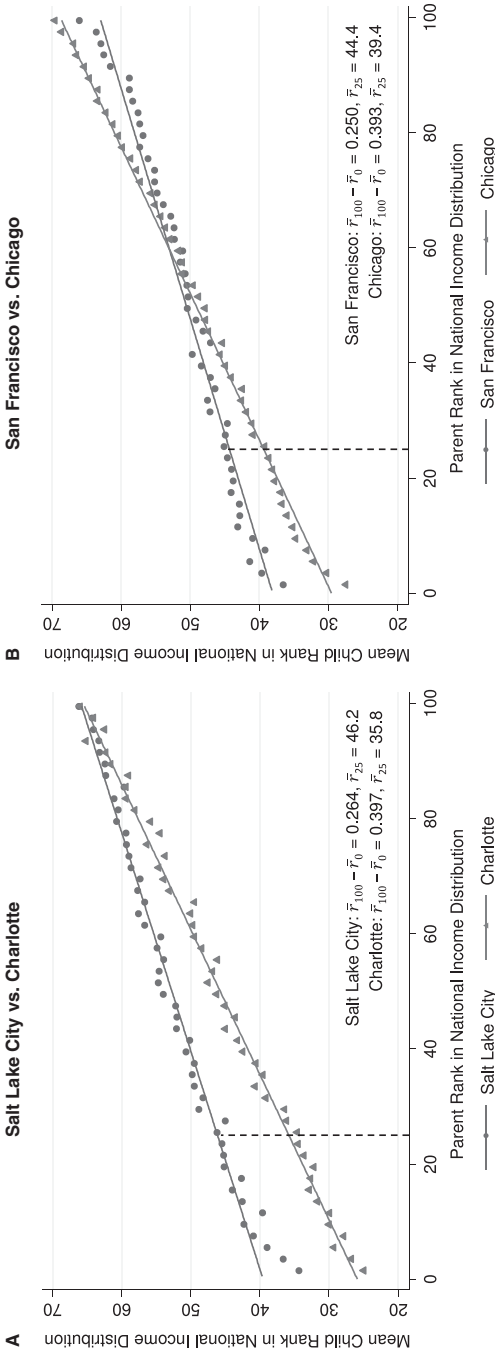 A
Salt Lake City vs. Charlotte
Mean Child Rank in National Income Distribution
70
60
50
40
30
20
Salt Lake City: r̄100 − r̄0 = 0.264, r̄25 = 46.2
Charlotte: r̄100 − r̄0 = 0.397, r̄25 = 35.8
0 20 40 60 80 100
Parent Rank in National Income Distribution
Salt Lake City Charlotte
B
San Francisco vs. Chicago
Mean Child Rank in National Income Distribution
70
60
50
40
30
20
San Francisco: r̄100 − r̄0 = 0.250, r̄25 = 44.4
Chicago: r̄100 − r̄0 = 0.393, r̄25 = 39.4
0 20 40 60 80 100
Parent Rank in National Income Distribution
San Francisco Chicago